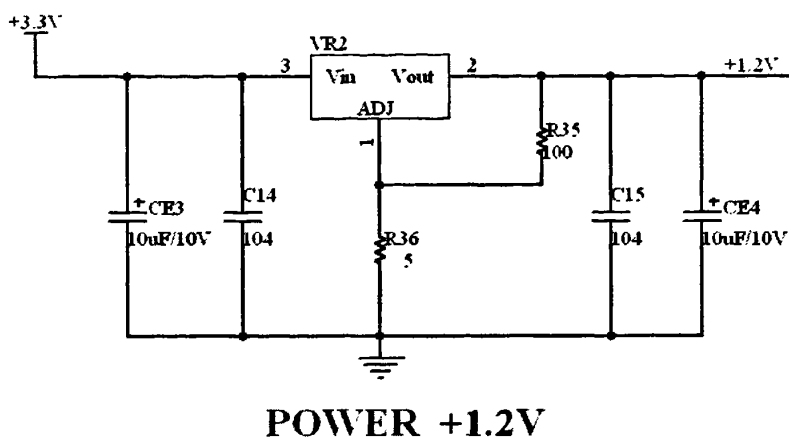 +3.3V
VR2
3
Vin
Vout
2
+1.2V
ADJ
1
R35
100
+
CE3
10uF/10V
C14
104
R36
5
C15
104
+
CE4
10uF/10V
POWER +1.2V